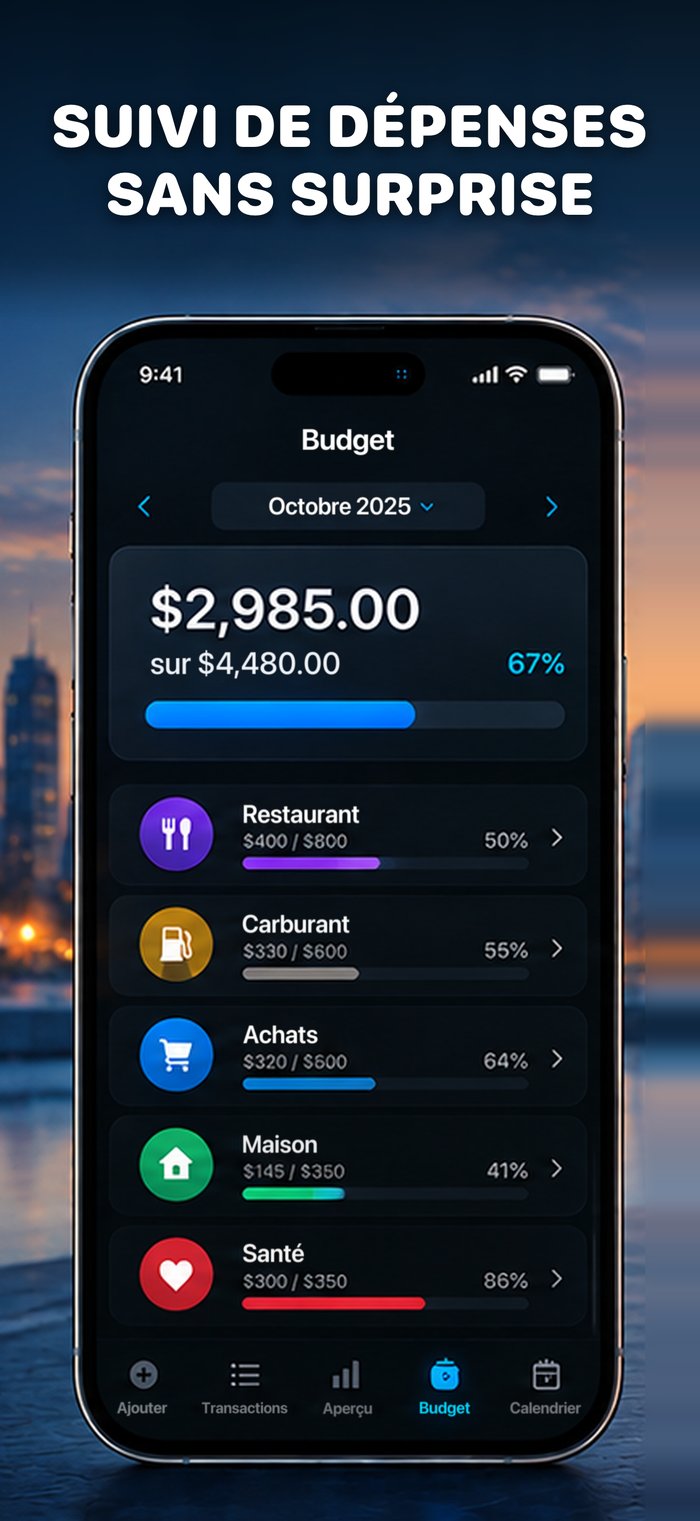 SUIVI DE DÉPENSES
SANS SURPRISE
9:41
Budget
Octobre 2025
$2,985.00
sur $4,480.00
67%
Restaurant
$400 / $800
50%
Carburant
$330 / $600
55%
Achats
$320 / $600
64%
Maison
$145 / $350
41%
Santé
$300 / $350
86%
Ajouter
Transactions
Aperçu
Budget
Calendrier